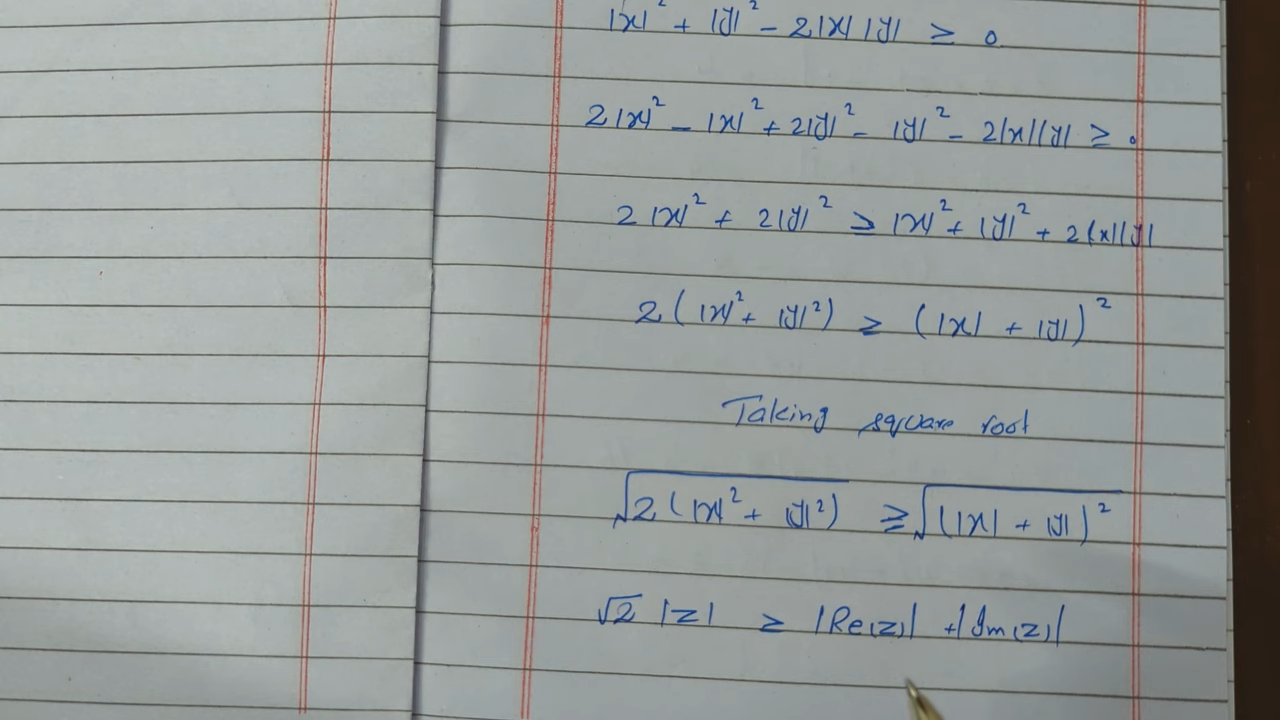 |x|² + |y|² - 2|x| |y| ≥ 0
2|x|² - |x|² + 2|y|² - |y|² - 2|x||y| ≥ 0
2|x|² + 2|y|² ≥ |x|² + |y|² + 2|x||y|
2(|x|² + |y|²) ≥ (|x| + |y|)²
Taking square root
√2(|x|² + |y|²) ≥ √(|x| + |y|)²
√2 |z| ≥ |Re(z)| + |Im(z)|